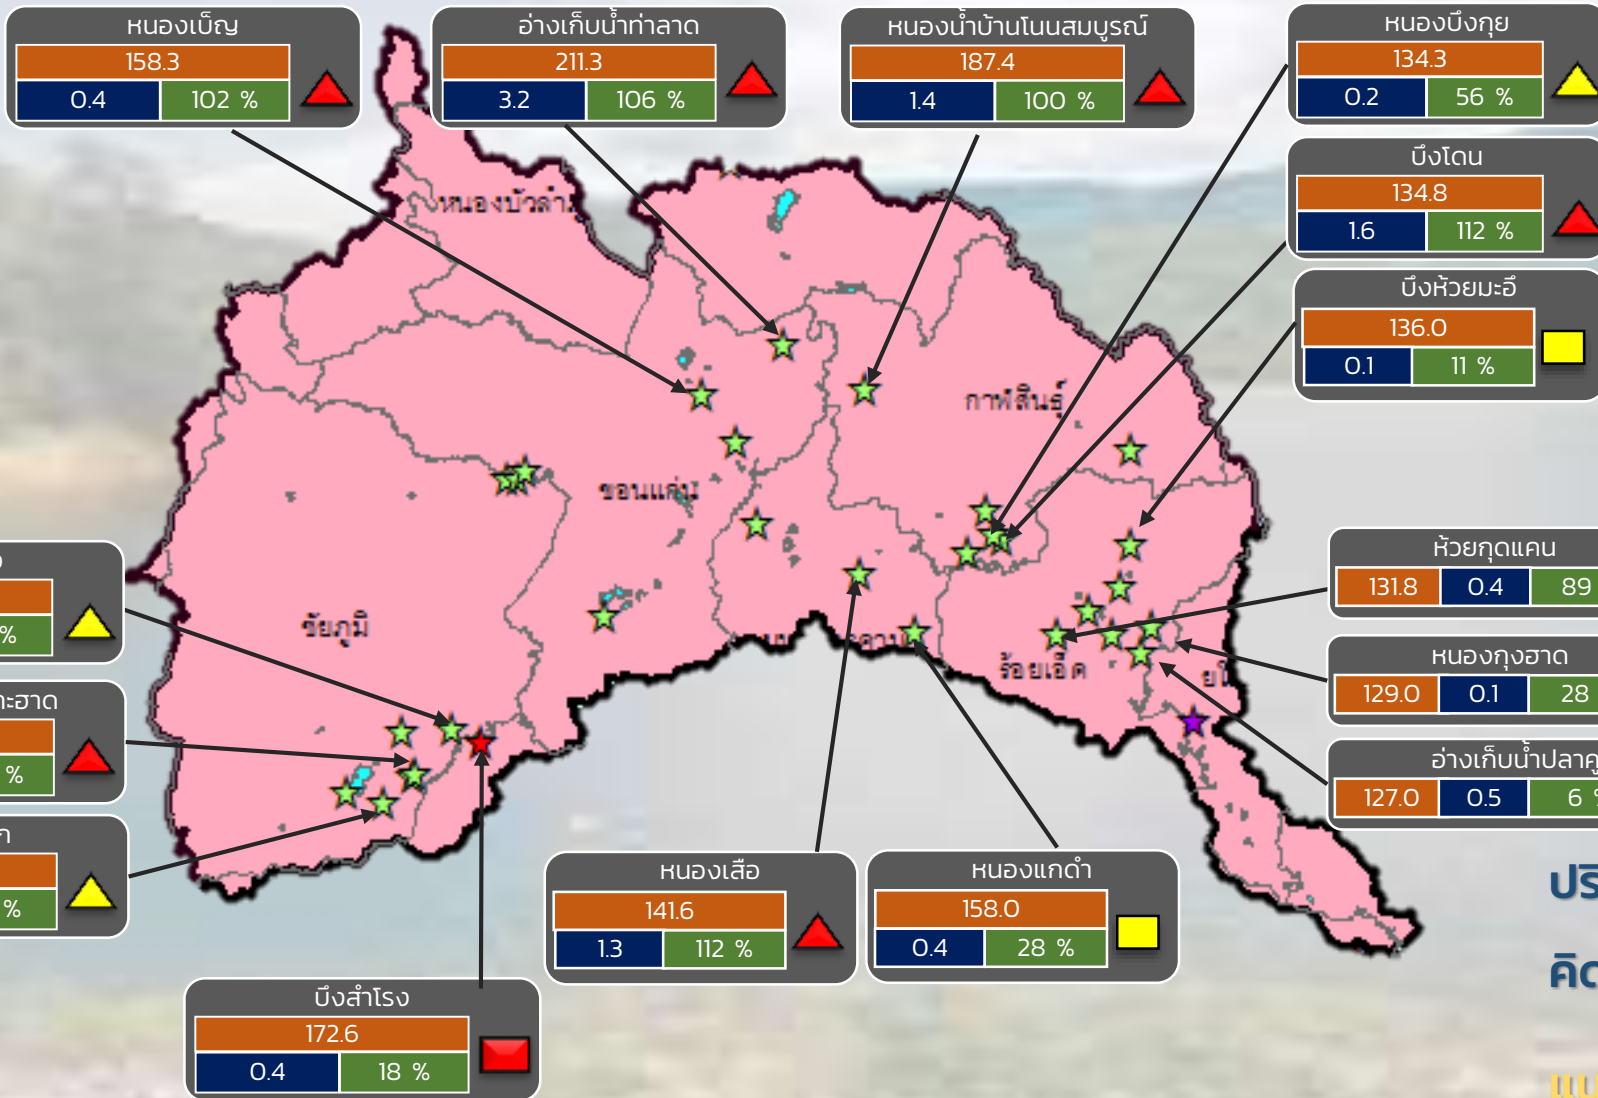 หนองเบ็ญ
158.3
0.4 102 %
อ่างเก็บน้ำท่าลาด
211.3
3.2 106 %
หนองน้ำบ้านโนนสมบูรณ์
187.4
1.4 100 %
หนองบึงกุย
134.3
0.2 56 %
บึงโดน
134.8
1.6 112 %
บึงห้วยมะอึ
136.0
0.1 11 %
หนองบัวลำภู
กาฬสินธุ์
ขอนแก่น
ชัยภูมิ
ร้อยเอ็ด
ห้วยกุดแคน
131.8 0.4 89
หนองกุงฮาด
129.0 0.1 28
อ่างเก็บน้ำปลาคู
127.0 0.5 6
%
ะฮาด
%
ก
%
หนองเสือ
141.6
1.3 112 %
หนองแกดำ
158.0
0.4 28 %
บึงสำโรง
172.6
0.4 18 %
ปริ
คิด